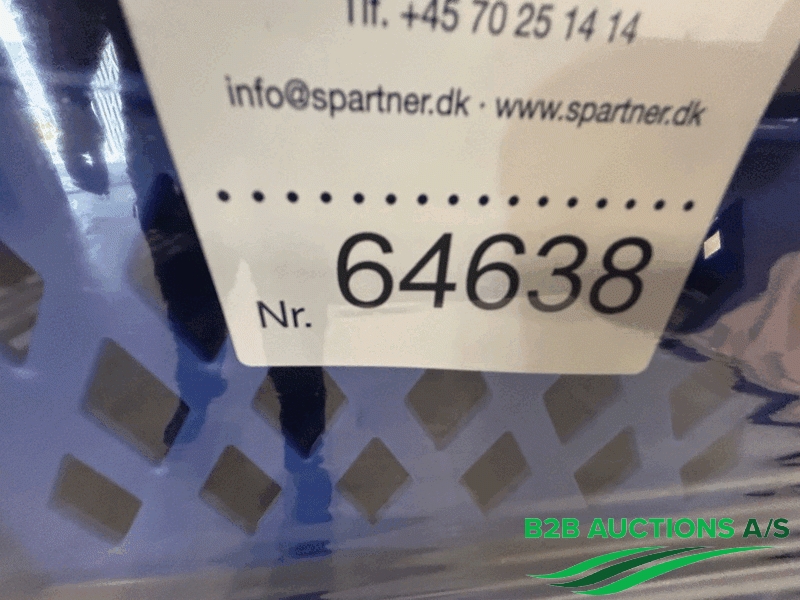 Tlf. +45 70 25 14 14
info@spartner.dk · www.spartner.dk
Nr. 64638
B2B AUCTIONS A/S